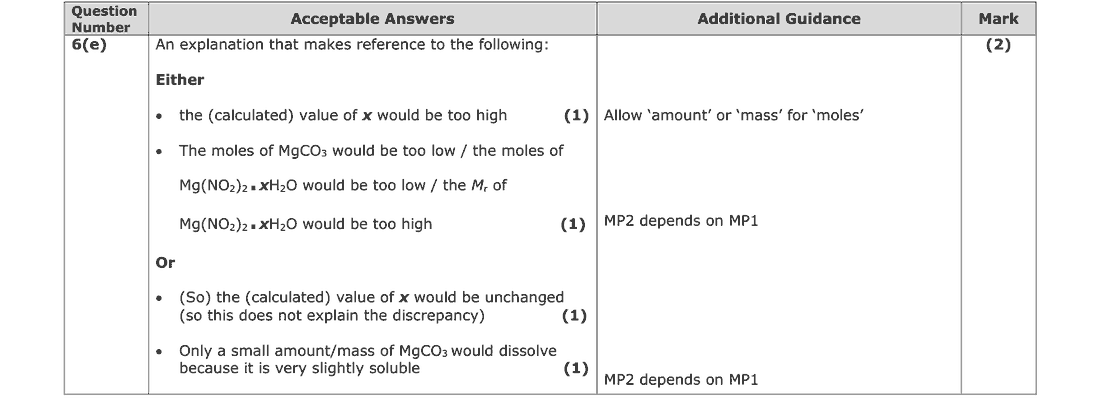 Question Number Acceptable Answers Additional Guidance Mark
6(e) An explanation that makes reference to the following: (2)
Either
• the (calculated) value of x would be too high (1) Allow ‘amount’ or ‘mass’ for ‘moles’
• The moles of MgCO₃ would be too low / the moles of
Mg(NO₂)₂▪xH₂O would be too low / the Mᵣ of
Mg(NO₂)₂▪xH₂O would be too high (1) MP2 depends on MP1
Or
• (So) the (calculated) value of x would be unchanged
(so this does not explain the discrepancy) (1)
• Only a small amount/mass of MgCO₃ would dissolve
because it is very slightly soluble (1) MP2 depends on MP1